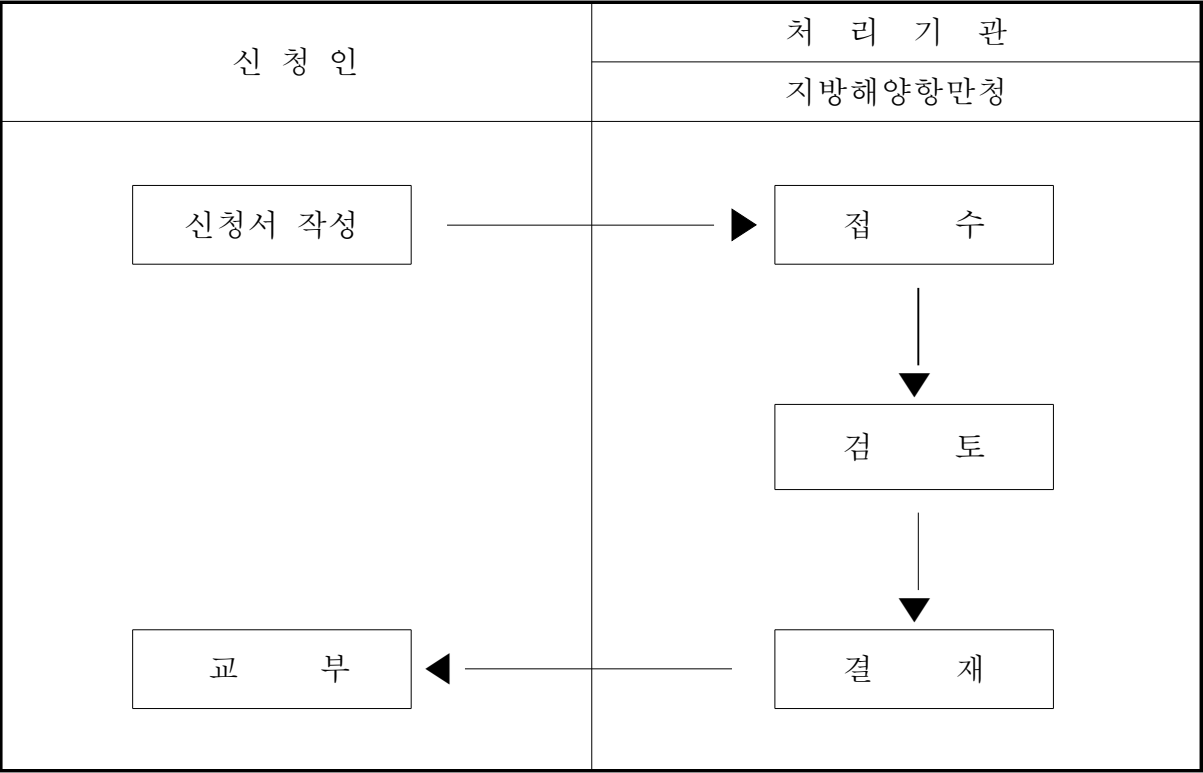 신 청 인
처 리 기 관
지방해양항만청
신청서 작성
접 수
검 토
교 부
결 재